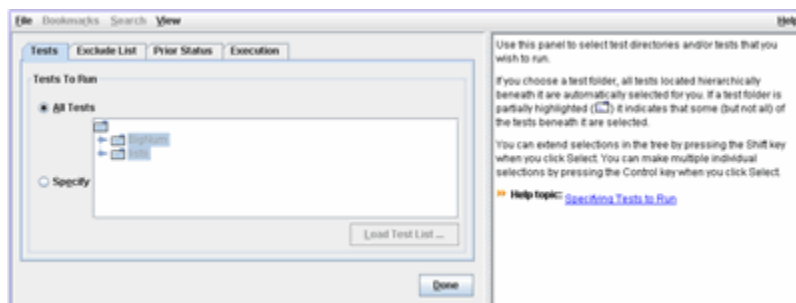 File Bookmarks Search View Help
Tests Exclude List Prior Status Execution
Tests To Run
All Tests
BigNum
lists
Specify
Load Test List ...
Done
Use this panel to select test directories and/or tests that you
wish to run.
If you choose a test folder, all tests located hierarchically
beneath it are automatically selected for you. If a test folder is
partially highlighted ( ) it indicates that some (but not all) of
the tests beneath it are selected.
You can extend selections in the tree by pressing the Shift key
when you click Select. You can make multiple individual
selections by pressing the Control key when you click Select.
Help topic: Specifying Tests to Run